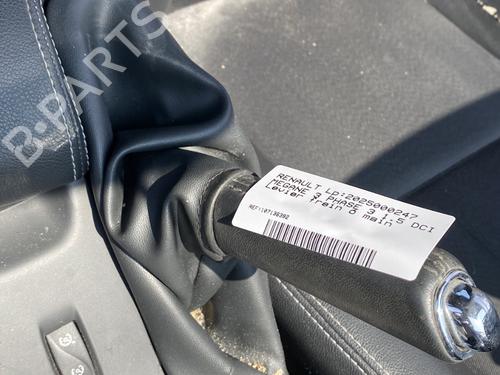 B-PARTS
RENAULT Lp:2025000247
MEGANE 3 PHASE 3 1.5 DCI
Levier frein à main